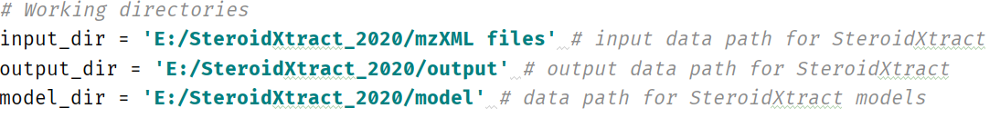 # Working directories
input_dir = 'E:/SteroidXtract_2020/mzXML files' # input data path for SteroidXtract
output_dir = 'E:/SteroidXtract_2020/output' # output data path for SteroidXtract
model_dir = 'E:/SteroidXtract_2020/model' # data path for SteroidXtract models